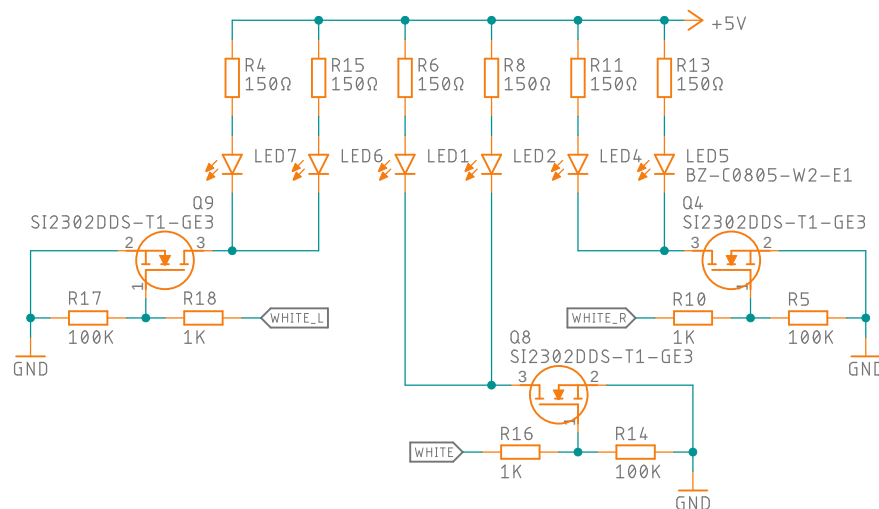 +5V
R4
150Ω
R15
150Ω
R6
150Ω
R8
150Ω
R11
150Ω
R13
150Ω
LED7
LED6
LED1
LED2
LED4
LED5
BZ-C0805-W2-E1
Q9
SI2302DDS-T1-GE3
2
3
1
Q4
SI2302DDS-T1-GE3
3
2
1
R17
100K
R18
1K
WHITE_L
GND
WHITE_R
R10
1K
R5
100K
GND
Q8
SI2302DDS-T1-GE3
3
2
1
WHITE
R16
1K
R14
100K
GND